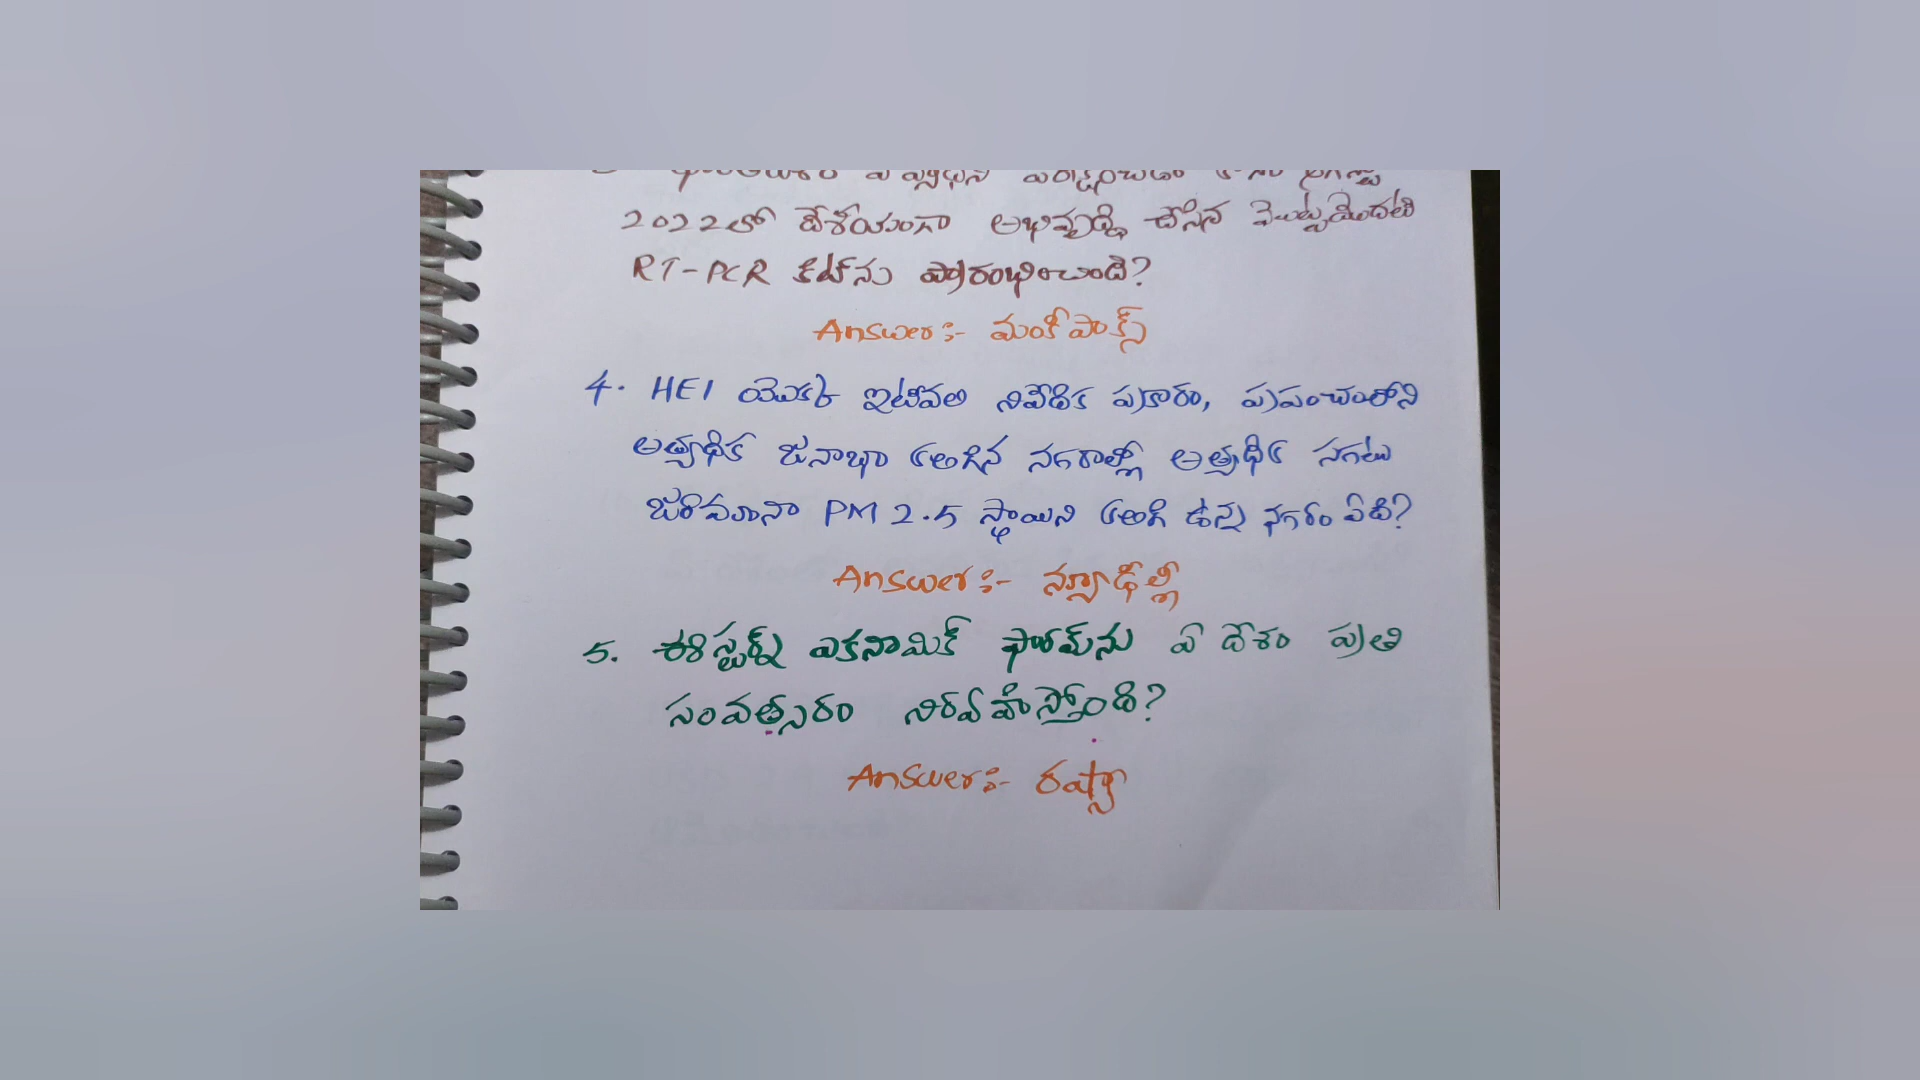 2022లో దేశీయంగా అభివృద్ధి చేసిన మొట్టమొదటి
RT-PCR కిట్‌ను ప్రారంభించింది?
Answer:- మంకీపాక్స్
4. HEI యొక్క ఇటీవలి నివేదిక ప్రకారం, ప్రపంచంలోని
అత్యధిక జనాభా కలిగిన నగరాల్లో అత్యధిక సగటు
జరిమానా PM 2.5 స్థాయిని కలిగి ఉన్న నగరం ఏది?
Answer:- న్యూఢిల్లీ
5. ఈస్టర్న్ ఎకనామిక్ ఫోరమ్‌ను ఏ దేశం ప్రతి
సంవత్సరం నిర్వహిస్తోంది?
Answer:- రష్యా